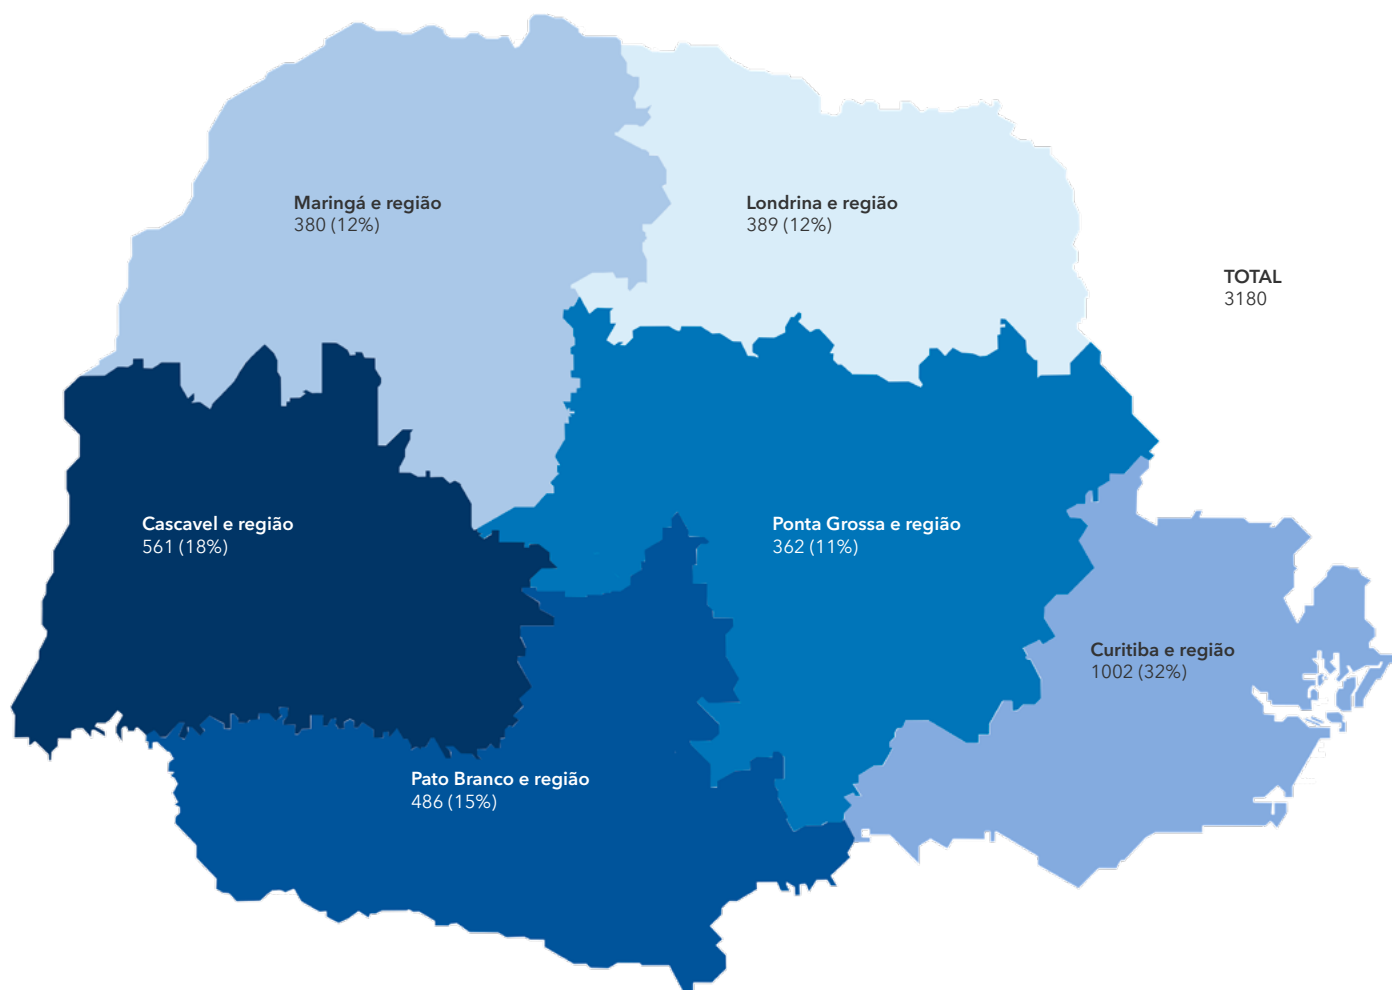 Maringá e região
380 (12%)
Londrina e região
389 (12%)
TOTAL
3180
Cascavel e região
561 (18%)
Ponta Grossa e região
362 (11%)
Curitiba e região
1002 (32%)
Pato Branco e região
486 (15%)